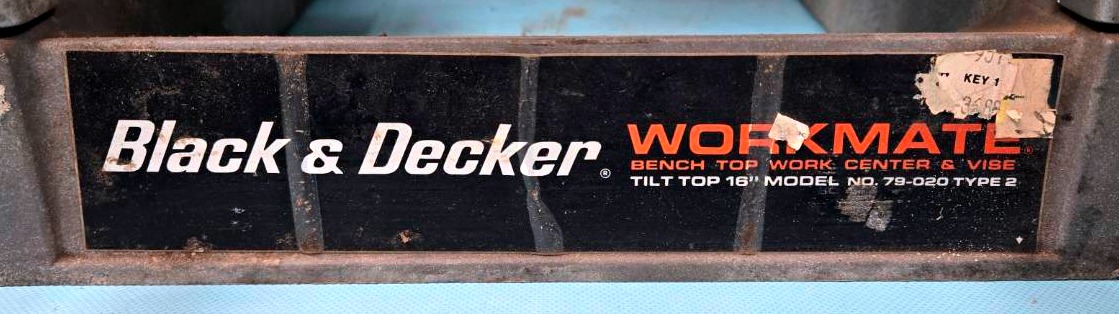 Black & Decker®
WORKMATE®
BENCH TOP WORK CENTER & VISE
TILT TOP 16" MODEL NO. 79-020 TYPE 2
KEY 1